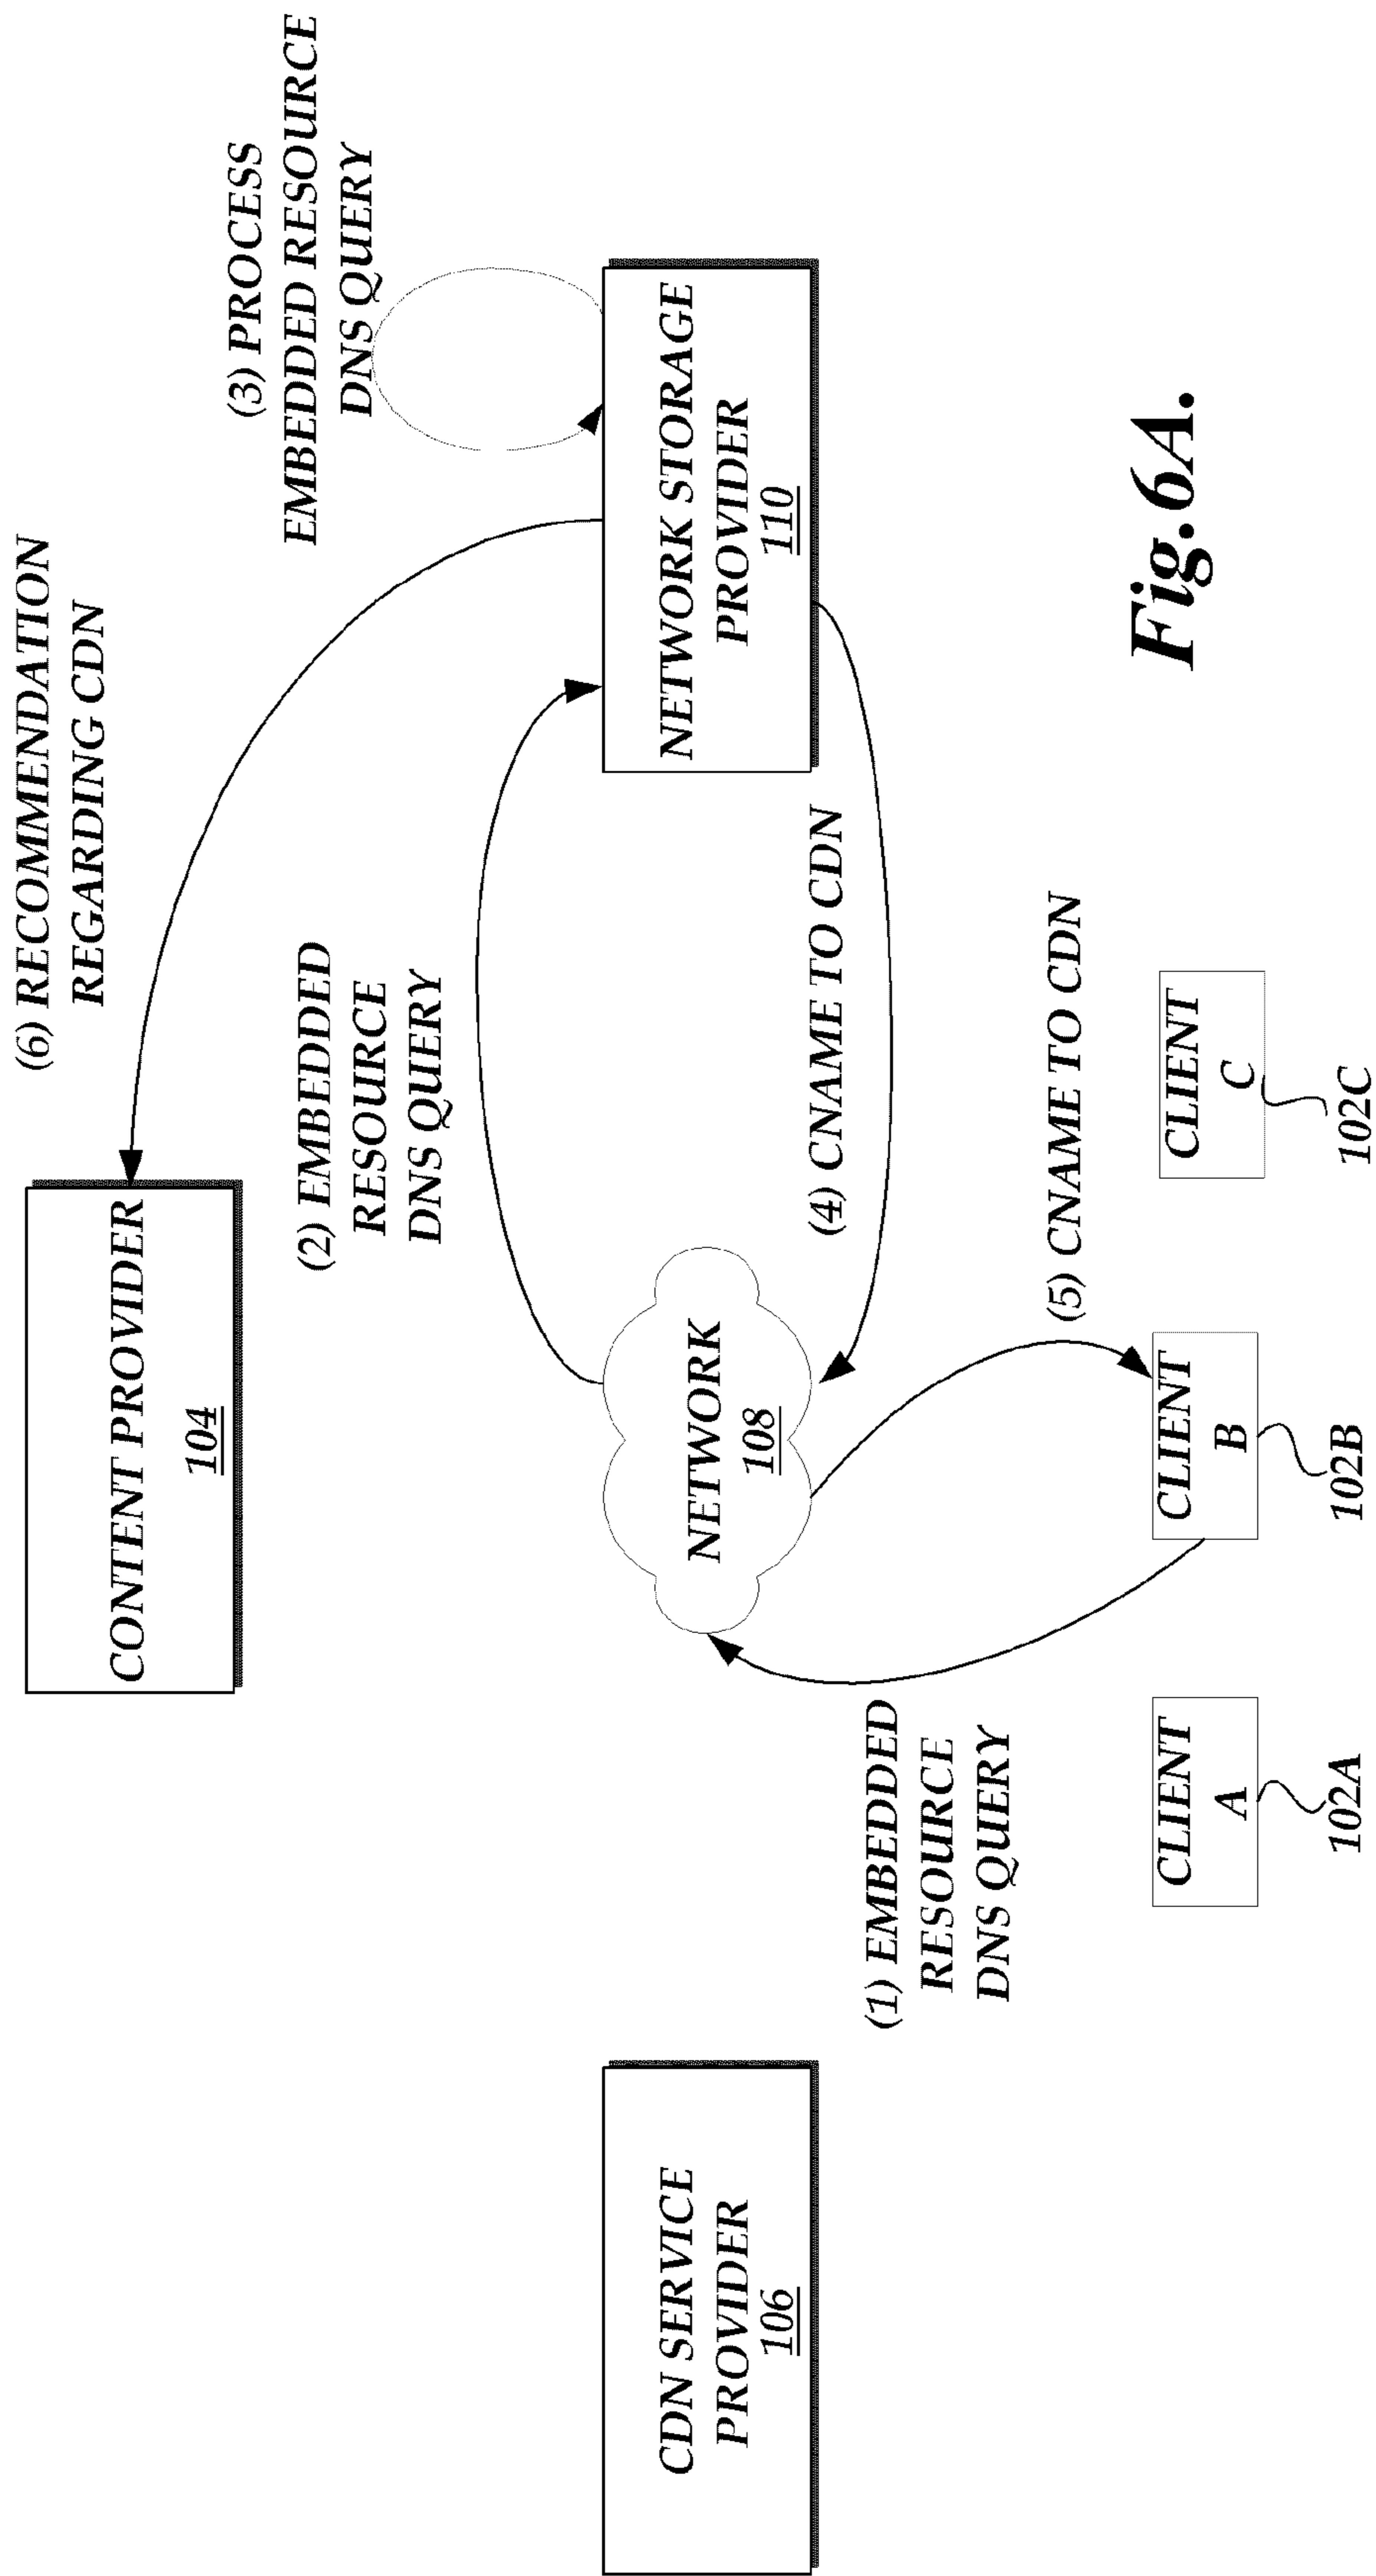 (6) RECOMMENDATION
REGARDING CDN
CONTENT PROVIDER
104
(3) PROCESS
EMBEDDED RESOURCE
DNS QUERY
(2) EMBEDDED
RESOURCE
DNS QUERY
CDN SERVICE
PROVIDER
106
NETWORK
108
NETWORK STORAGE
PROVIDER
110
(4) CNAME TO CDN
(1) EMBEDDED
RESOURCE
DNS QUERY
(5) CNAME TO CDN
CLIENT
A
102A
CLIENT
B
102B
CLIENT
C
102C
Fig.6A.